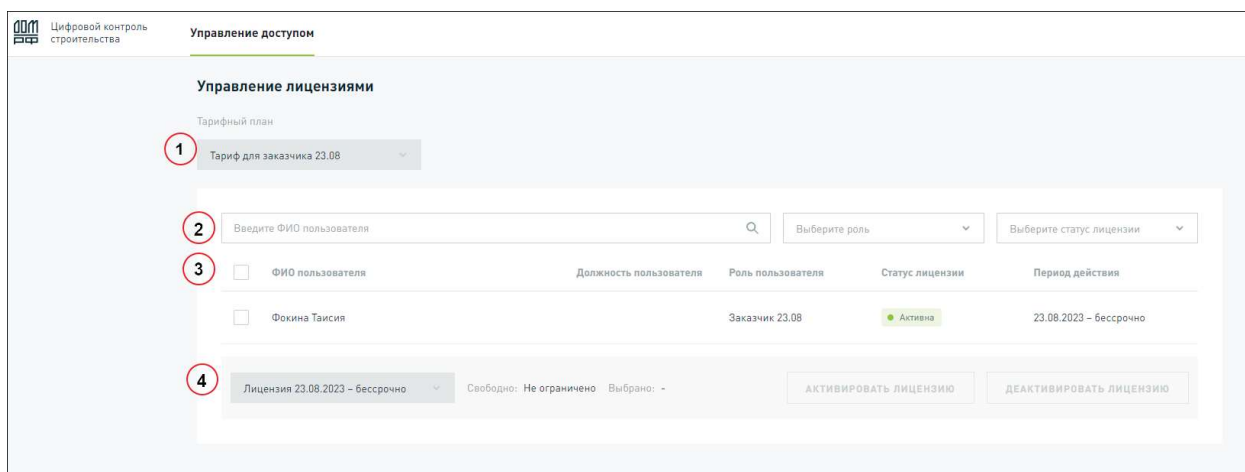 ДОМ РФ Цифровой контроль строительства
Управление доступом
Управление лицензиями
Тарифный план
1 Тариф для заказчика 23.08
2 Введите ФИО пользователя Выберите роль Выберите статус лицензии
3 ФИО пользователя Должность пользователя Роль пользователя Статус лицензии Период действия
Фокина Таисия Заказчик 23.08 Активна 23.08.2023 – бессрочно
4 Лицензия 23.08.2023 – бессрочно Свободно: Не ограничено Выбрано: - АКТИВИРОВАТЬ ЛИЦЕНЗИЮ ДЕАКТИВИРОВАТЬ ЛИЦЕНЗИЮ